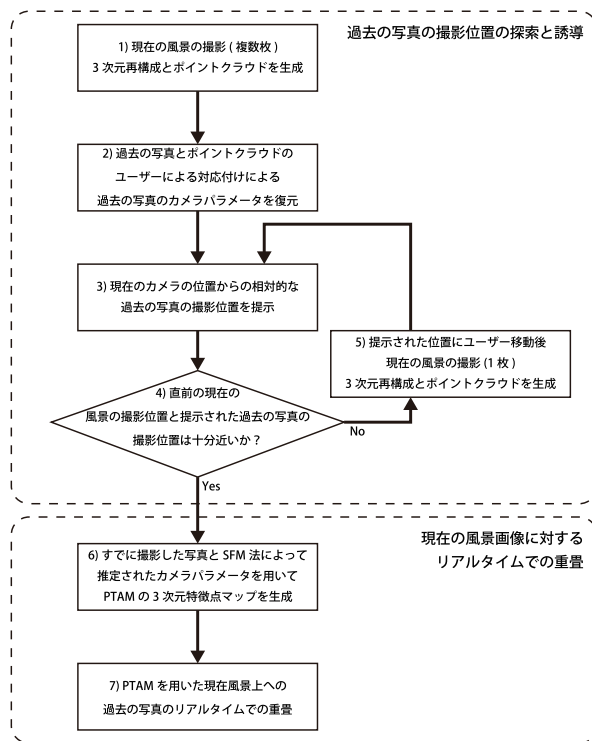 過去の写真の撮影位置の探索と誘導
1) 現在の風景の撮影 ( 複数枚 )
3 次元再構成とポイントクラウドを生成
2) 過去の写真とポイントクラウドの
ユーザーによる対応付けによる
過去の写真のカメラパラメータを復元
3) 現在のカメラの位置からの相対的な
過去の写真の撮影位置を提示
4) 直前の現在の
風景の撮影位置と提示された過去の写真の
撮影位置は十分近いか？
No
5) 提示された位置にユーザー移動後
現在の風景の撮影 (1 枚 )
3 次元再構成とポイントクラウドを生成
Yes
現在の風景画像に対する
リアルタイムでの重畳
6) すでに撮影した写真と SFM 法によって
推定されたカメラパラメータを用いて
PTAM の 3 次元特徴点マップを生成
7) PTAM を用いた現在風景上への
過去の写真のリアルタイムでの重畳